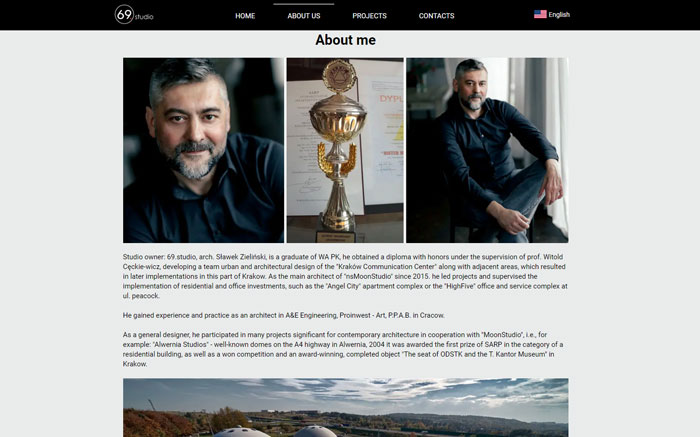 69 studio
HOME ABOUT US PROJECTS CONTACTS English
About me
DYPL
Studio owner: 69.studio, arch. Sławek Zieliński, is a graduate of WA PK, he obtained a diploma with honors under the supervision of prof. Witold
Cęckie-wicz, developing a team urban and architectural design of the "Kraków Communication Center" along with adjacent areas, which resulted
in later implementations in this part of Krakow. As the main architect of "nsMoonStudio" since 2015. he led projects and supervised the
implementation of residential and office investments, such as the "Angel City" apartment complex or the "HighFive" office and service complex at
ul. peacock.
He gained experience and practice as an architect in A&E Engineering, Proinwest - Art, P.P.A.B. in Cracow.
As a general designer, he participated in many projects significant for contemporary architecture in cooperation with "MoonStudio", i.e., for
example: "Alwernia Studios" - well-known domes on the A4 highway in Alwernia, 2004 it was awarded the first prize of SARP in the category of a
residential building, as well as a won competition and an award-winning, completed object "The seat of ODSTK and the T. Kantor Museum" in
Krakow.